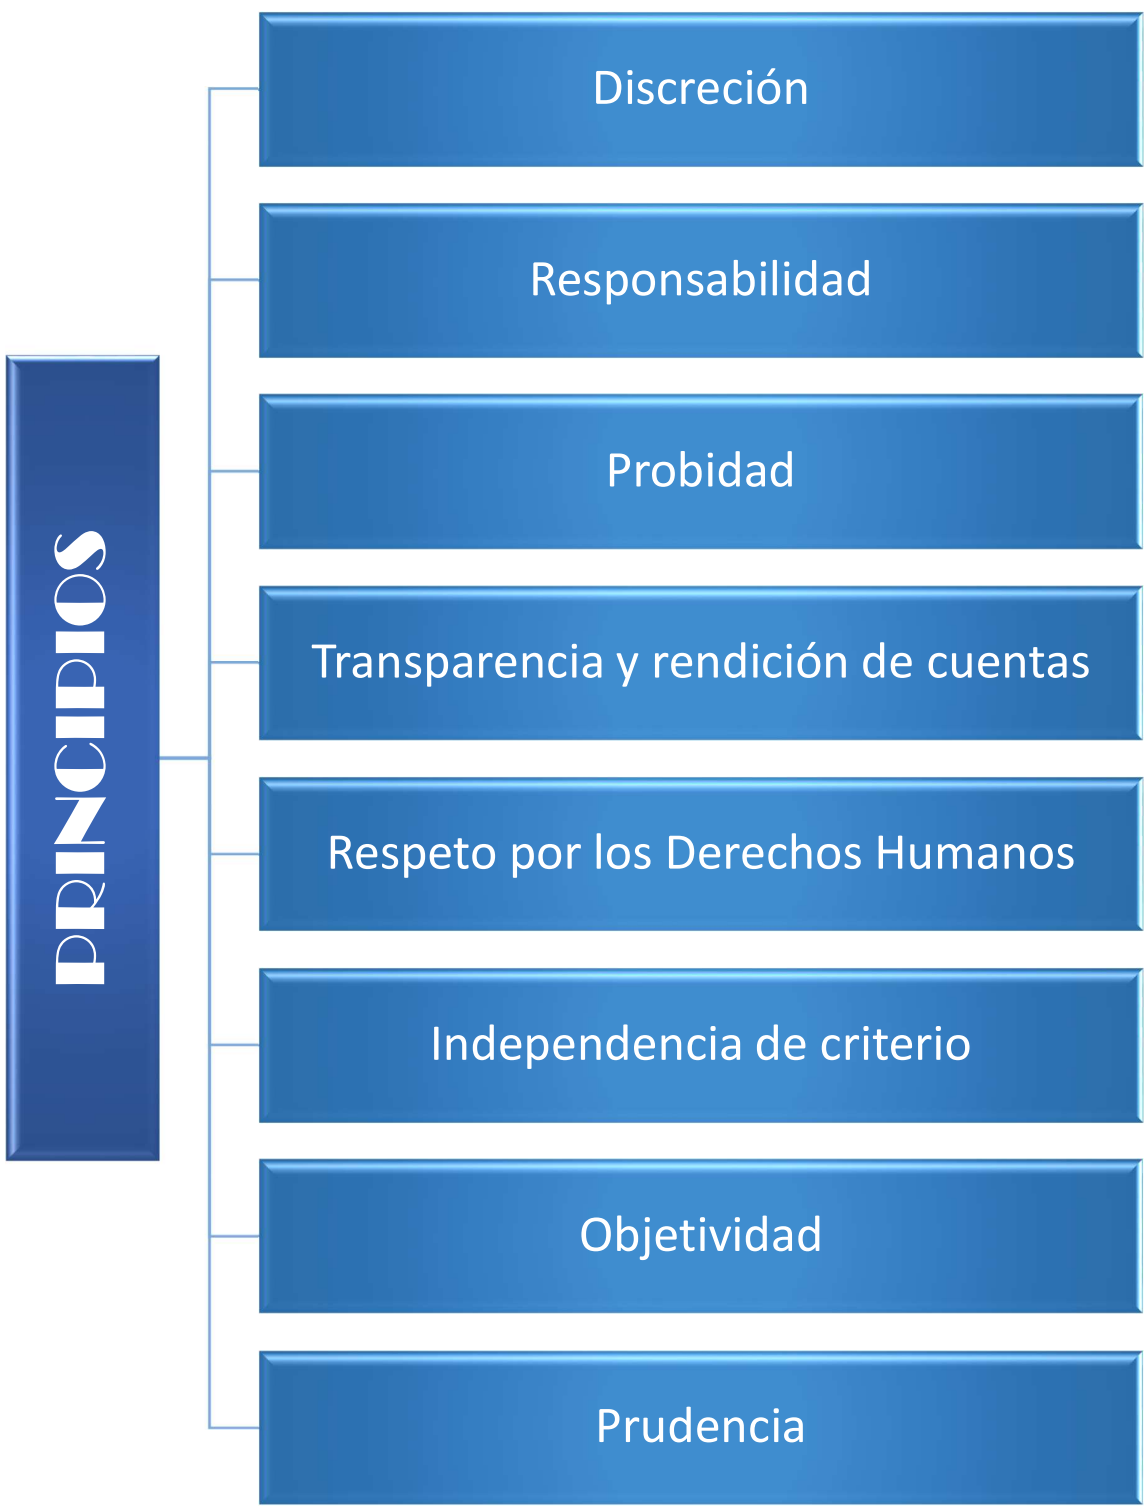 PRINCIPIOS
Discreción
Responsabilidad
Probidad
Transparencia y rendición de cuentas
Respeto por los Derechos Humanos
Independencia de criterio
Objetividad
Prudencia